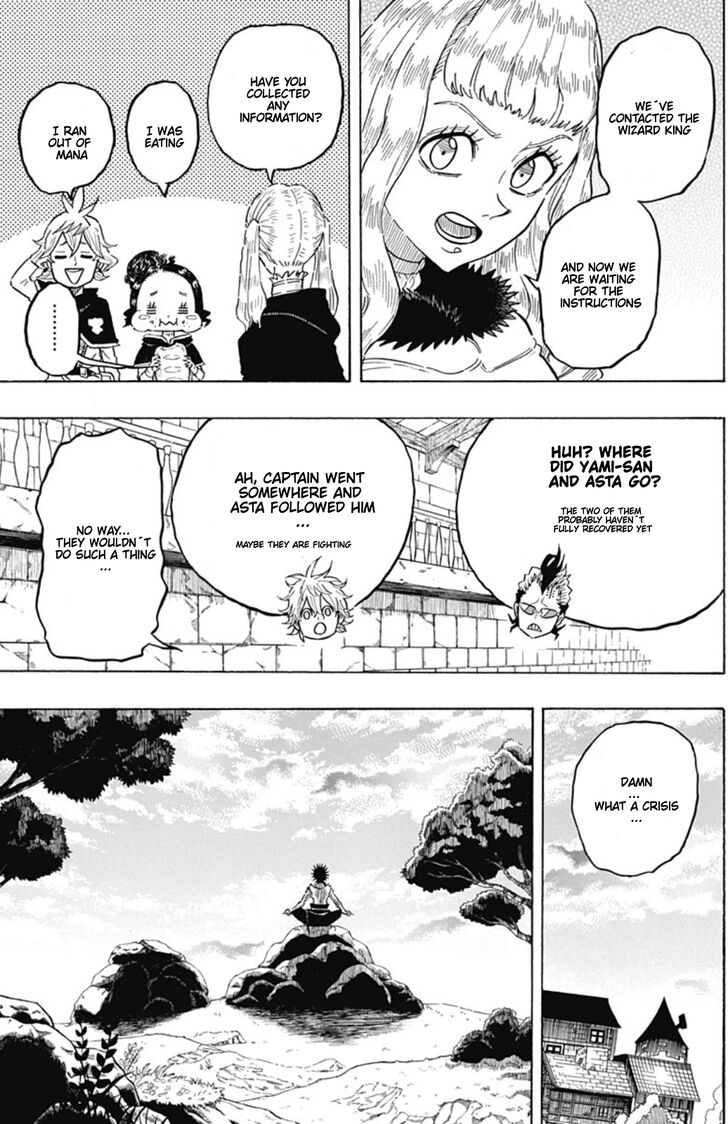 WE´VE
CONTACTED THE
WIZARD KING
AND NOW WE
ARE WAITING
FOR THE
INSTRUCTIONS
HAVE YOU
COLLECTED
ANY
INFORMATION?
I WAS
EATING
I RAN
OUT OF
MANA
........
HUH? WHERE
DID YAMI-SAN
AND ASTA GO?
THE TWO OF THEM
PROBABLY HAVEN´T
FULLY RECOVERED YET
AH, CAPTAIN WENT
SOMEWHERE AND
ASTA FOLLOWED HIM
...
MAYBE THEY ARE FIGHTING
NO WAY...
THEY WOULDN´T
DO SUCH A THING
...
DAMN
...
WHAT A CRISIS
...